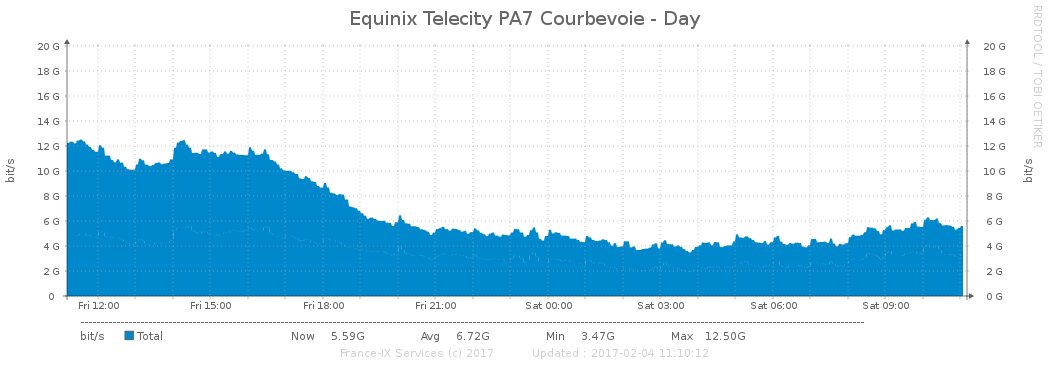 Equinix Telecity PA7 Courbevoie - Day
RRDTOOL / TOBI OETIKER
bit/s
20 G 20 G
18 G 18 G
16 G 16 G
14 G 14 G
12 G 12 G
10 G 10 G
8 G 8 G
6 G 6 G
4 G 4 G
2 G 2 G
0 0 G
bit/s
Fri 12:00 Fri 15:00 Fri 18:00 Fri 21:00 Sat 00:00 Sat 03:00 Sat 06:00 Sat 09:00
bit/s Total Now 5.59G Avg 6.72G Min 3.47G Max 12.50G
France-IX Services (c) 2017 Updated : 2017-02-04 11:10:12